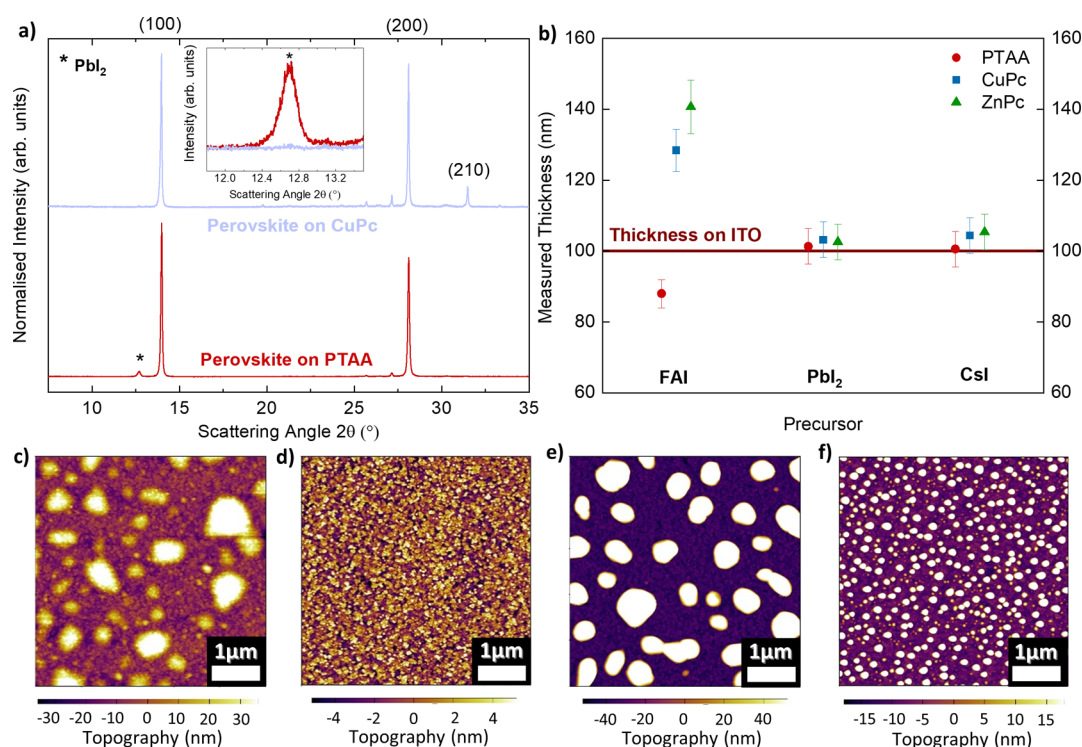 a)
(100)
(200)
* PbI₂
*
Intensity (arb. units)
12.0 12.4 12.8 13.2
Scattering Angle 2θ (°)
(210)
Perovskite on CuPc
*
Perovskite on PTAA
Normalised Intensity (arb. units)
10 15 20 25 30 35
Scattering Angle 2θ (°)
b)
160 160
140 140
120 120
100 100
80 80
60 60
Measured Thickness (nm)
PTAA
CuPc
ZnPc
Thickness on ITO
FAI PbI₂ CsI
Precursor
c) d) e) f)
1μm 1μm 1μm 1μm
-30 -20 -10 0 10 20 30
Topography (nm)
-4 -2 0 2 4
Topography (nm)
-40 -20 0 20 40
Topography (nm)
-15 -10 -5 0 5 10 15
Topography (nm)